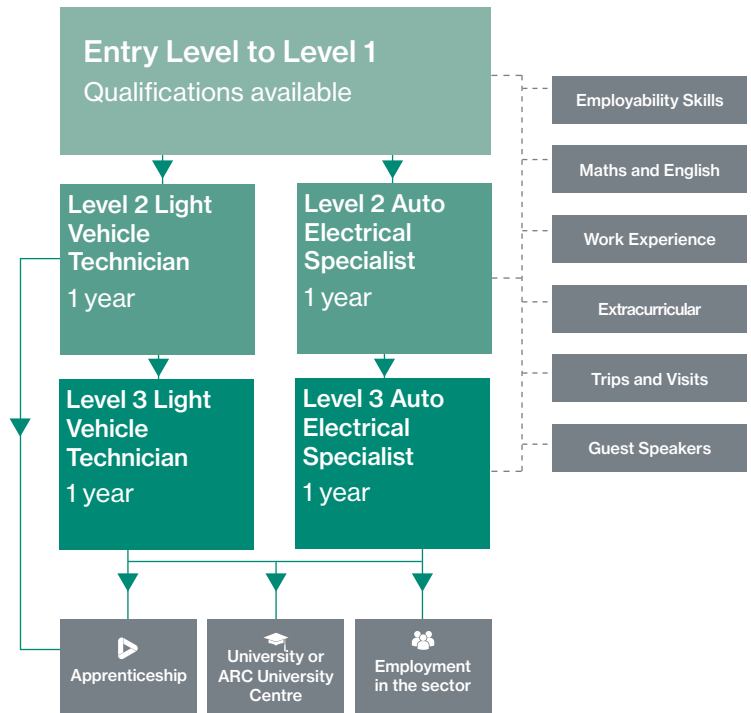 Entry Level to Level 1
Qualifications available
Employability Skills
Maths and English
Work Experience
Extracurricular
Trips and Visits
Guest Speakers
Level 2 Light
Vehicle
Technician
1 year
Level 2 Auto
Electrical
Specialist
1 year
Level 3 Light
Vehicle
Technician
1 year
Level 3 Auto
Electrical
Specialist
1 year
Apprenticeship
University or
ARC University
Centre
Employment
in the sector